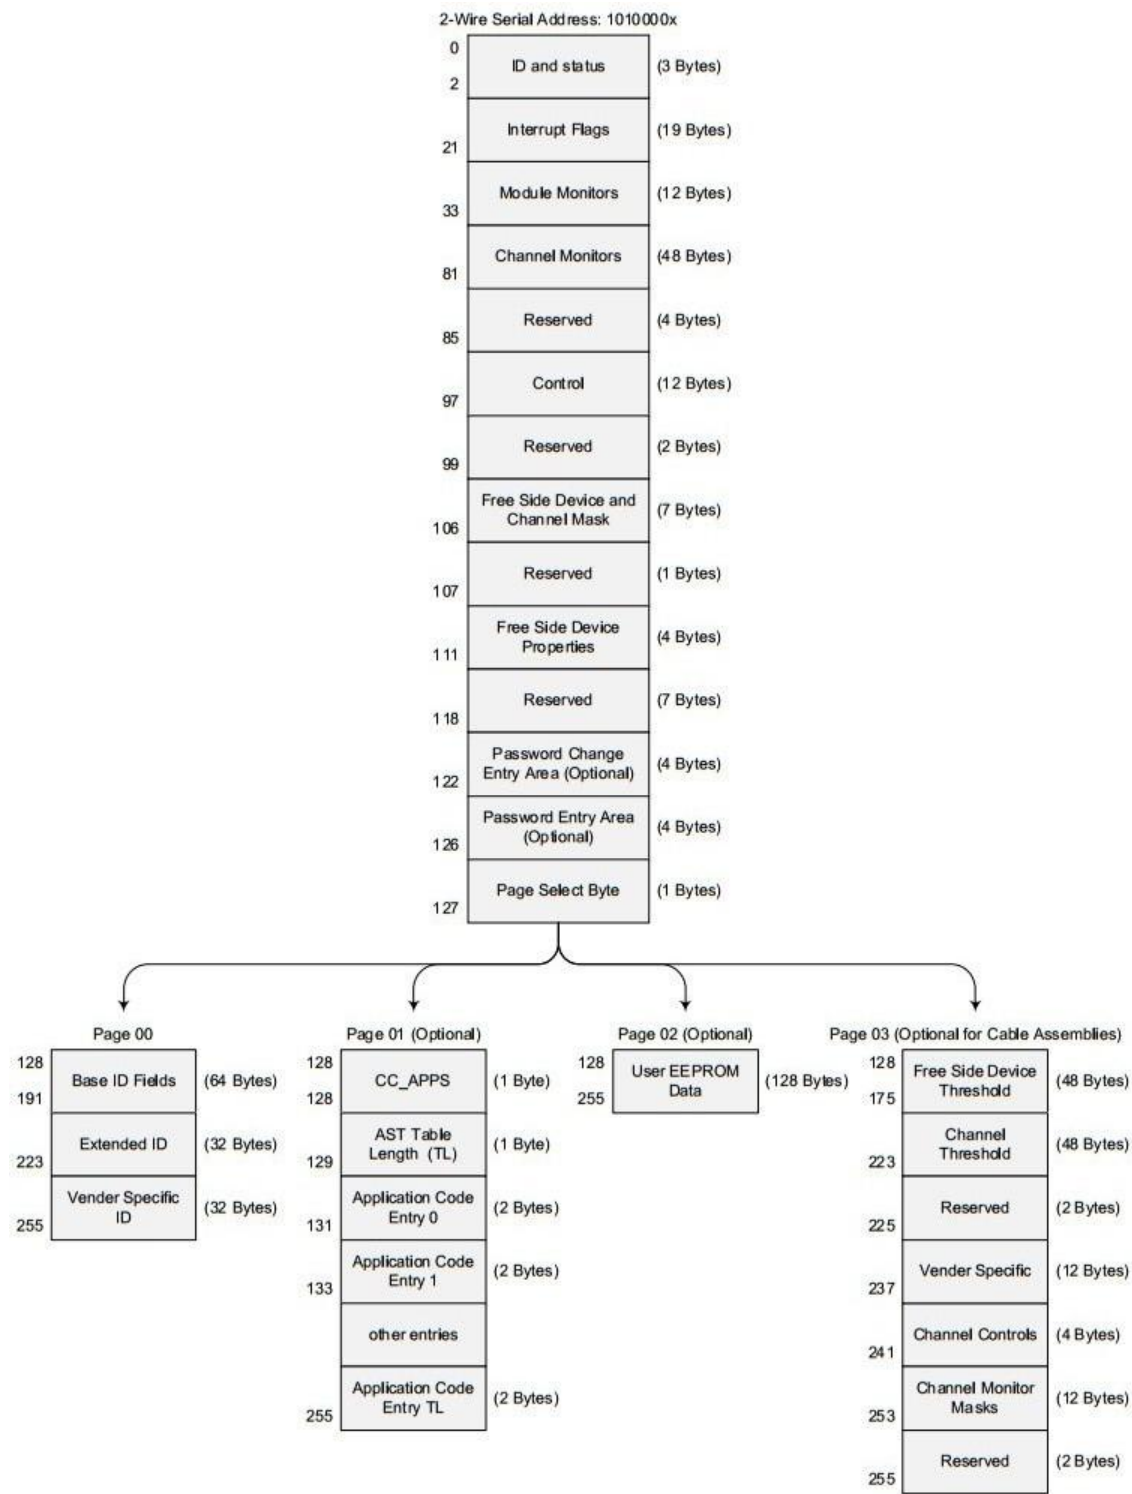 2-Wire Serial Address: 1010000x
0
ID and status
(3 Bytes)
2
Interrupt Flags
(19 Bytes)
21
Module Monitors
(12 Bytes)
33
Channel Monitors
(48 Bytes)
81
Reserved
(4 Bytes)
85
Control
(12 Bytes)
97
Reserved
(2 Bytes)
99
Free Side Device and
Channel Mask
(7 Bytes)
106
Reserved
(1 Bytes)
107
Free Side Device
Properties
(4 Bytes)
111
Reserved
(7 Bytes)
118
Password Change
Entry Area (Optional)
(4 Bytes)
122
Password Entry Area
(Optional)
(4 Bytes)
126
Page Select Byte
(1 Bytes)
127
Page 00
128
Base ID Fields
(64 Bytes)
191
Extended ID
(32 Bytes)
223
Vender Specific
ID
(32 Bytes)
255
Page 01 (Optional)
128
CC_APPS
(1 Byte)
128
AST Table
Length (TL)
(1 Byte)
129
Application Code
Entry 0
(2 Bytes)
131
Application Code
Entry 1
(2 Bytes)
133
other entries
Application Code
Entry TL
(2 Bytes)
255
Page 02 (Optional)
128
User EEPROM
Data
(128 Bytes)
255
Page 03 (Optional for Cable Assemblies)
128
Free Side Device
Threshold
(48 Bytes)
175
Channel
Threshold
(48 Bytes)
223
Reserved
(2 Bytes)
225
Vender Specific
(12 Bytes)
237
Channel Controls
(4 Bytes)
241
Channel Monitor
Masks
(12 Bytes)
253
Reserved
(2 Bytes)
255